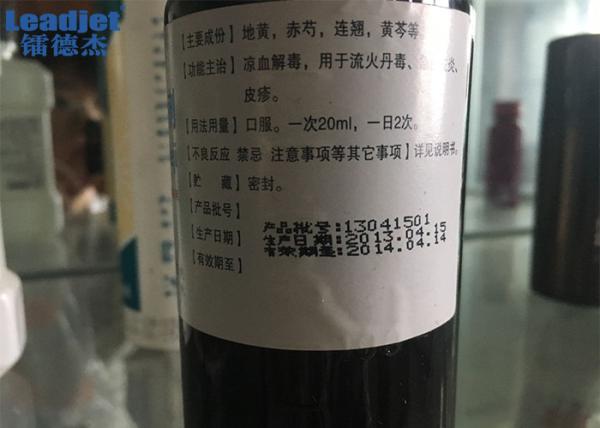 Leadjet
镭德杰
【主要成份】地黄，赤芍，连翘，黄芩等。
【功能主治】凉血解毒，用于流火丹毒、炎、
皮疹。
【用法用量】口服。一次20ml，一日2次。
【不良反应 禁忌 注意事项等其它事项】详见说明书。
【贮 藏】密封。
【产品批号】
【生产日期】
【有效期至】
产品批号:13041501
生产日期:2013.04.15
有效期至:2014.04.14